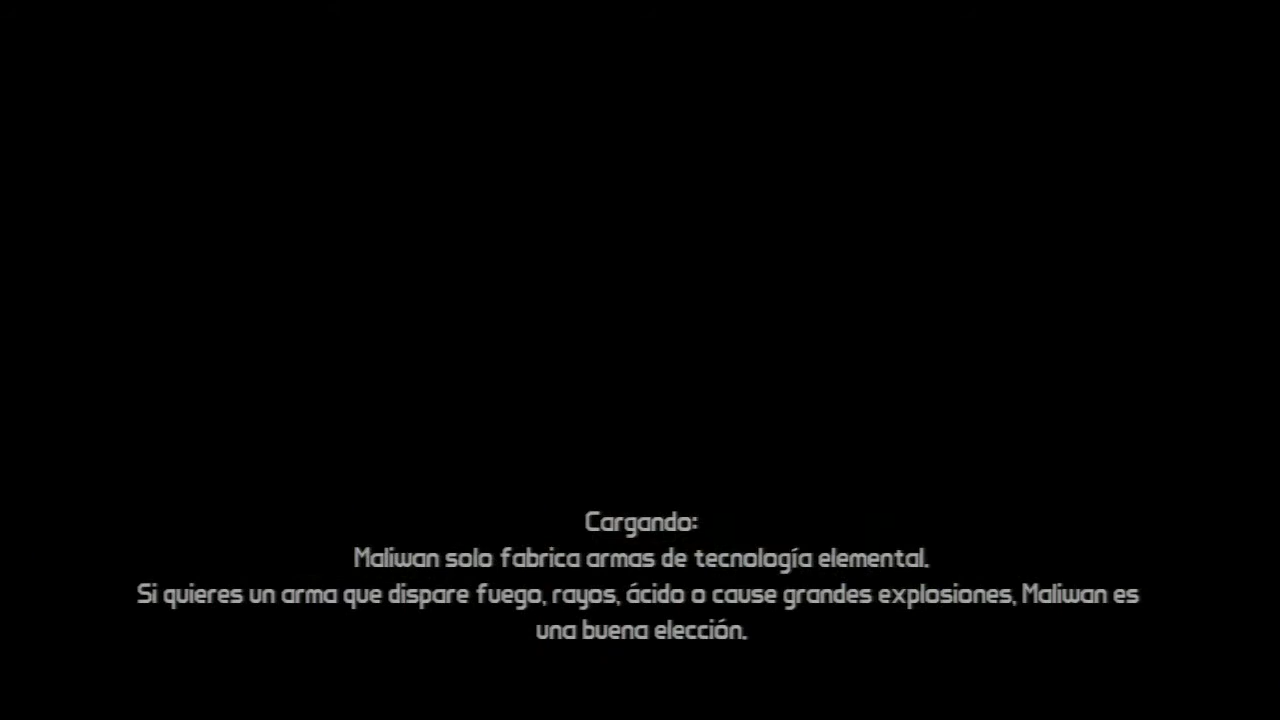 Cargando:
Maliwan solo fabrica armas de tecnología elemental.
Si quieres un arma que dispare fuego, rayos, ácido o cause grandes explosiones, Maliwan es
una buena elección.